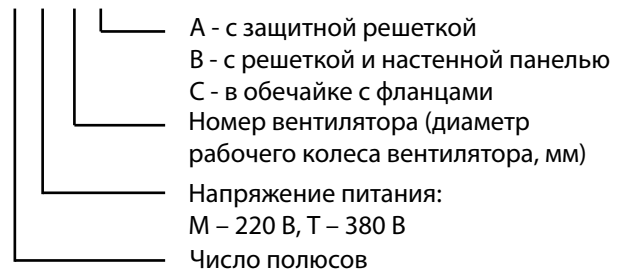 А - с защитной решеткой
В - с решеткой и настенной панелью
С - в обечайке с фланцами
Номер вентилятора (диаметр
рабочего колеса вентилятора, мм)
Напряжение питания:
М – 220 В, Т – 380 В
Число полюсов